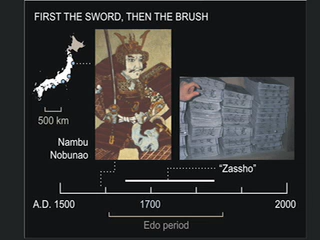 FIRST THE SWORD, THEN THE BRUSH
500 km
Nambu
Nobunao
“Zassho”
A.D. 1500
1700
2000
Edo period